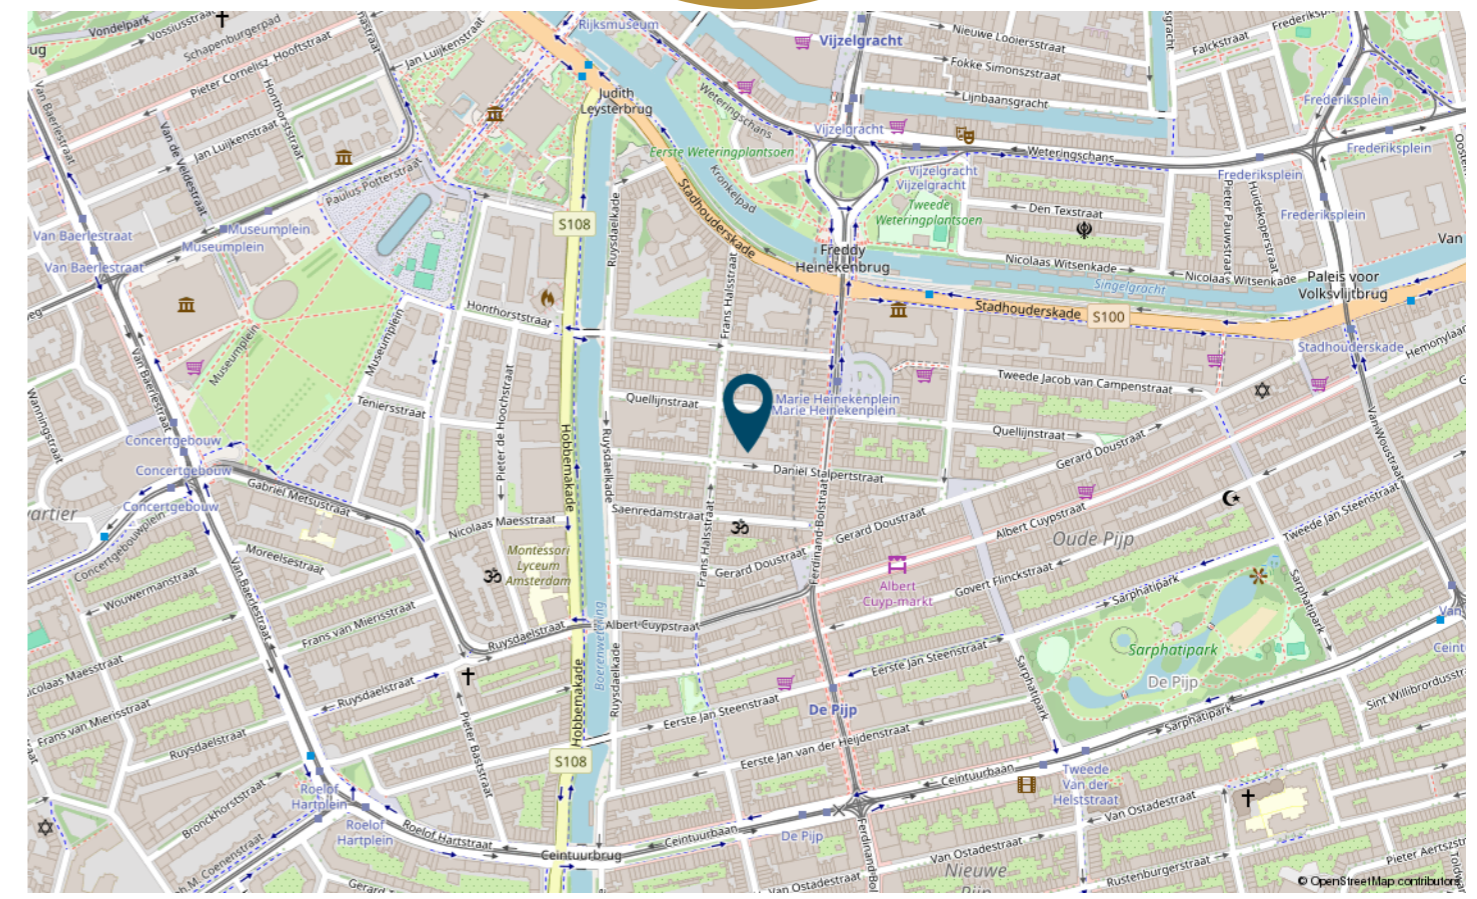 Rijksmuseum
Vondelpark
Vossiusstraat
Schapenburgerpad
Pieter Cornelisz. Hooftstraat
Jan Luijkenstraat
Vijzelgracht
Nieuwe Looiersstraat
Fokke Simonszstraat
Falckstraat
Lijnbaansgracht
Van Baerlestraat
Honthorststraat
Van de Veldestraat
Jan Luijkenstraat
Judith
Leysterbrug
Weteringschans
Vijzelgracht
Frederiksplein
Eerste Weteringplantsoen
Weteringschans
Frederiksplein
Paulus Potterstraat
Kronkelpad
Vijzelgracht
Vijzelgracht
Frederiksplein
Pieter Pauwstraat
Huidekoperstraat
Tweede
Weteringplantsoen
Den Texstraat
Frederiksplein
S108
Ruysdaelkade
Stadhouderskade
Van Baerlestraat
Museumplein
Museumplein
Freddy
Heinekenbrug
Van
Van Baerlestraat
Nicolaas Witsenkade
Nicolaas Witsenkade
Paleis voor
Volksvlijtbrug
Singelgracht
Honthorststraat
Frans Halsstraat
Stadhouderskade
S100
Museumplein
Museumplein
Stadhouderskade
Hemonylaan
Van Baerlestraat
Tweede Jacob van Campenstraat
Wanningstraat
Teniersstraat
Pieter de Hoochstraat
Quellijnstraat
Marie Heinekenplein
Marie Heinekenplein
Quellijnstraat
Gerard Doustraat
Van Woustraat
Concertgebouw
Concertgebouw
Concertgebouw
Hobbemakade
Ruysdaelkade
Daniel Stalpertstraat
Gabriel Metsustraat
Saenredamstraat
Ferdinand Bolstraat
Gerard Doustraat
Albert Cuypstraat
Tweede Jan Steenstraat
Nicolaas Maesstraat
Concertgebouwplein
Oude Pijp
Moreelsestraat
Montessori
Lyceum
Amsterdam
Frans Halsstraat
Gerard Doustraat
Albert
Cuyp-markt
Govert Flinckstraat
Wouwermanstraat
Van Baerlestraat
Sarphatipark
Sarphatipark
Frans van Mierisstraat
Ruysdaelstraat
Albert Cuypstraat
Boerenwetering
Sarphatipark
Eerste Jan Steenstraat
De Pijp
Ruysdaelstraat
Hobbemakade
Ruysdaelkade
Sarphatipark
Frans van Mierisstraat
Eerste Jan Steenstraat
De Pijp
Sarphatipark
Ruysdaelstraat
Pieter Baststraat
Eerste Jan van der Heijdenstraat
S108
Ceintuurbaan
Tweede
Van der
Helststraat
Roelof
Hartplein
Bronckhorststraat
Roelof
Hartplein
Roelof Hartstraat
Ceintuurbaan
De Pijp
Van Ostadestraat
Ceintuurbrug
Van Ostadestraat
Nieuwe
Van Ostadestraat
Rustenburgerstraat
© OpenStreetMap contributors